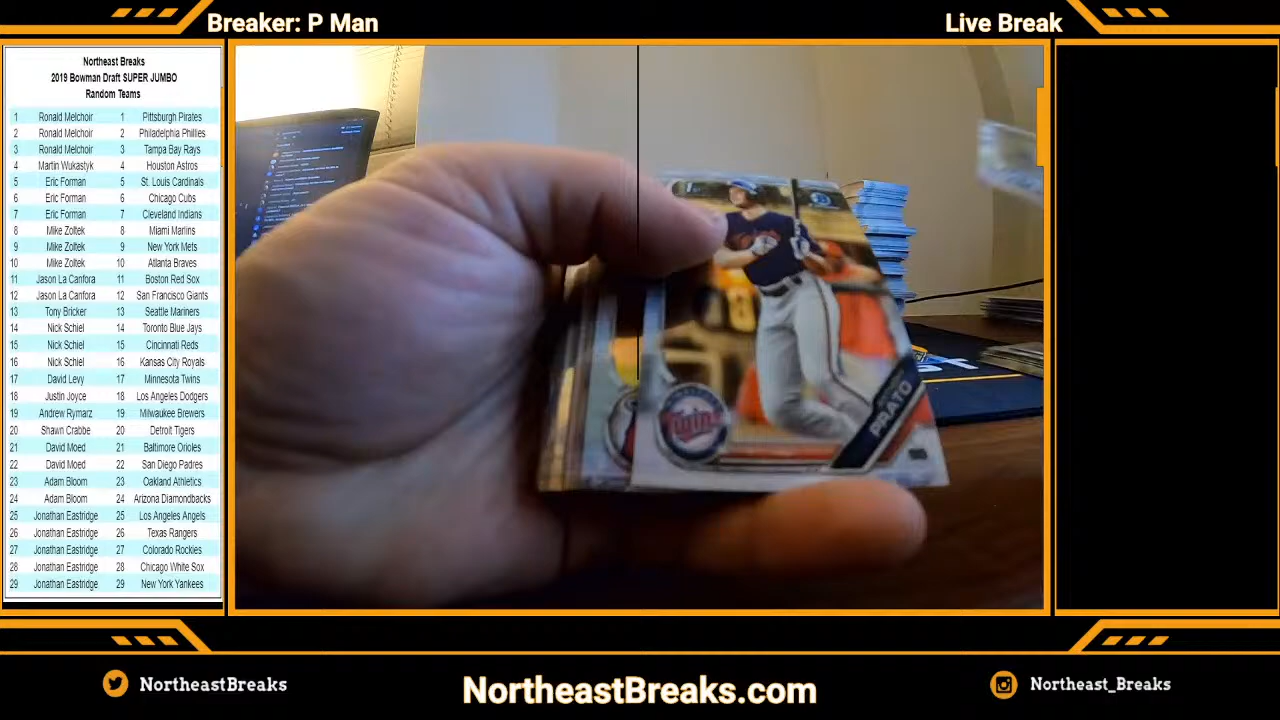 Breaker: P Man
Live Break
Northeast Breaks
2019 Bowman Draft SUPER JUMBO
Random Teams
1 Ronald Melchoir 1 Pittsburgh Pirates
2 Ronald Melchoir 2 Philadelphia Phillies
3 Ronald Melchoir 3 Tampa Bay Rays
4 Martin Wukastyk 4 Houston Astros
5 Eric Forman 5 St. Louis Cardinals
6 Eric Forman 6 Chicago Cubs
7 Eric Forman 7 Cleveland Indians
8 Mike Zoltek 8 Miami Marlins
9 Mike Zoltek 9 New York Mets
10 Mike Zoltek 10 Atlanta Braves
11 Jason La Canfora 11 Boston Red Sox
12 Jason La Canfora 12 San Francisco Giants
13 Tony Bricker 13 Seattle Mariners
14 Nick Schiel 14 Toronto Blue Jays
15 Nick Schiel 15 Cincinnati Reds
16 Nick Schiel 16 Kansas City Royals
17 David Levy 17 Minnesota Twins
18 Justin Joyce 18 Los Angeles Dodgers
19 Andrew Rymarz 19 Milwaukee Brewers
20 Shawn Crabbe 20 Detroit Tigers
21 David Moed 21 Baltimore Orioles
22 David Moed 22 San Diego Padres
23 Adam Bloom 23 Oakland Athletics
24 Adam Bloom 24 Arizona Diamondbacks
25 Jonathan Eastridge 25 Los Angeles Angels
26 Jonathan Eastridge 26 Texas Rangers
27 Jonathan Eastridge 27 Colorado Rockies
28 Jonathan Eastridge 28 Chicago White Sox
29 Jonathan Eastridge 29 New York Yankees
Twins
PRATO
NortheastBreaks
NortheastBreaks.com
Northeast_Breaks